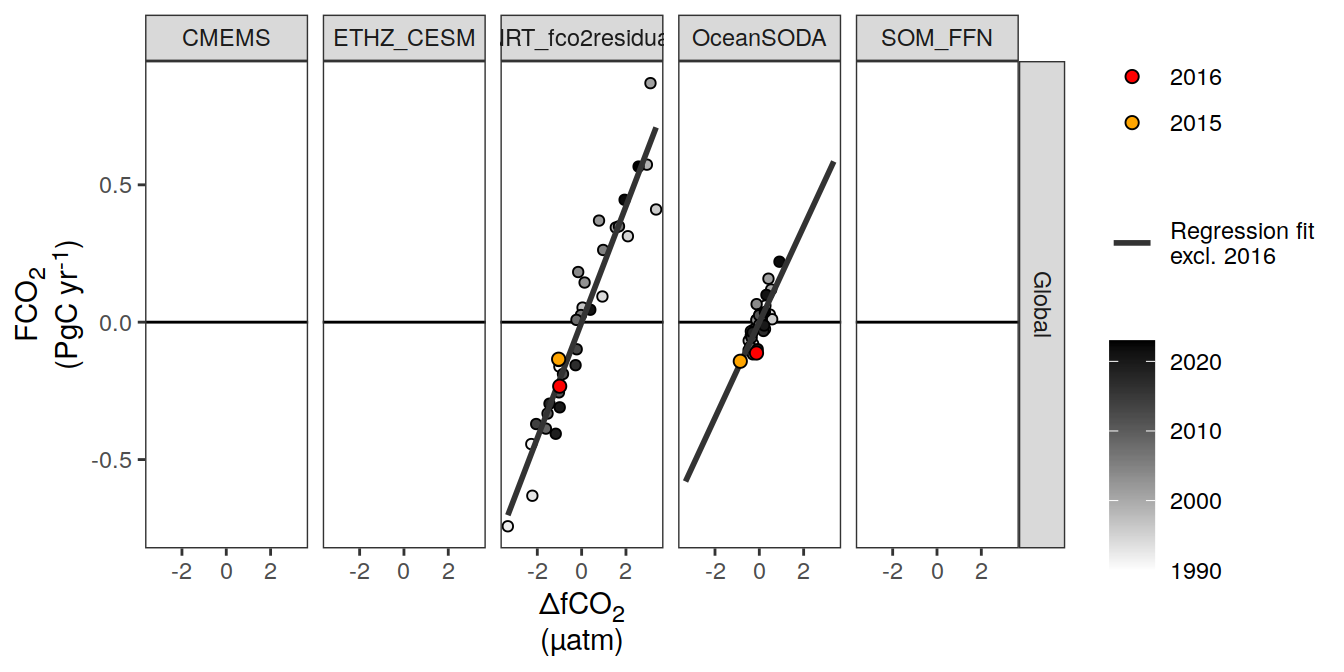 CMEMS ETHZ_CESM NRT_fco2residua OceanSODA SOM_FFN
2016
2015
Regression fit
excl. 2016
Global
0.5
0.0
-0.5
FCO₂
(PgC yr⁻¹)
2020
2010
2000
1990
-2 0 2 -2 0 2 -2 0 2 -2 0 2 -2 0 2
ΔfCO₂
(µatm)